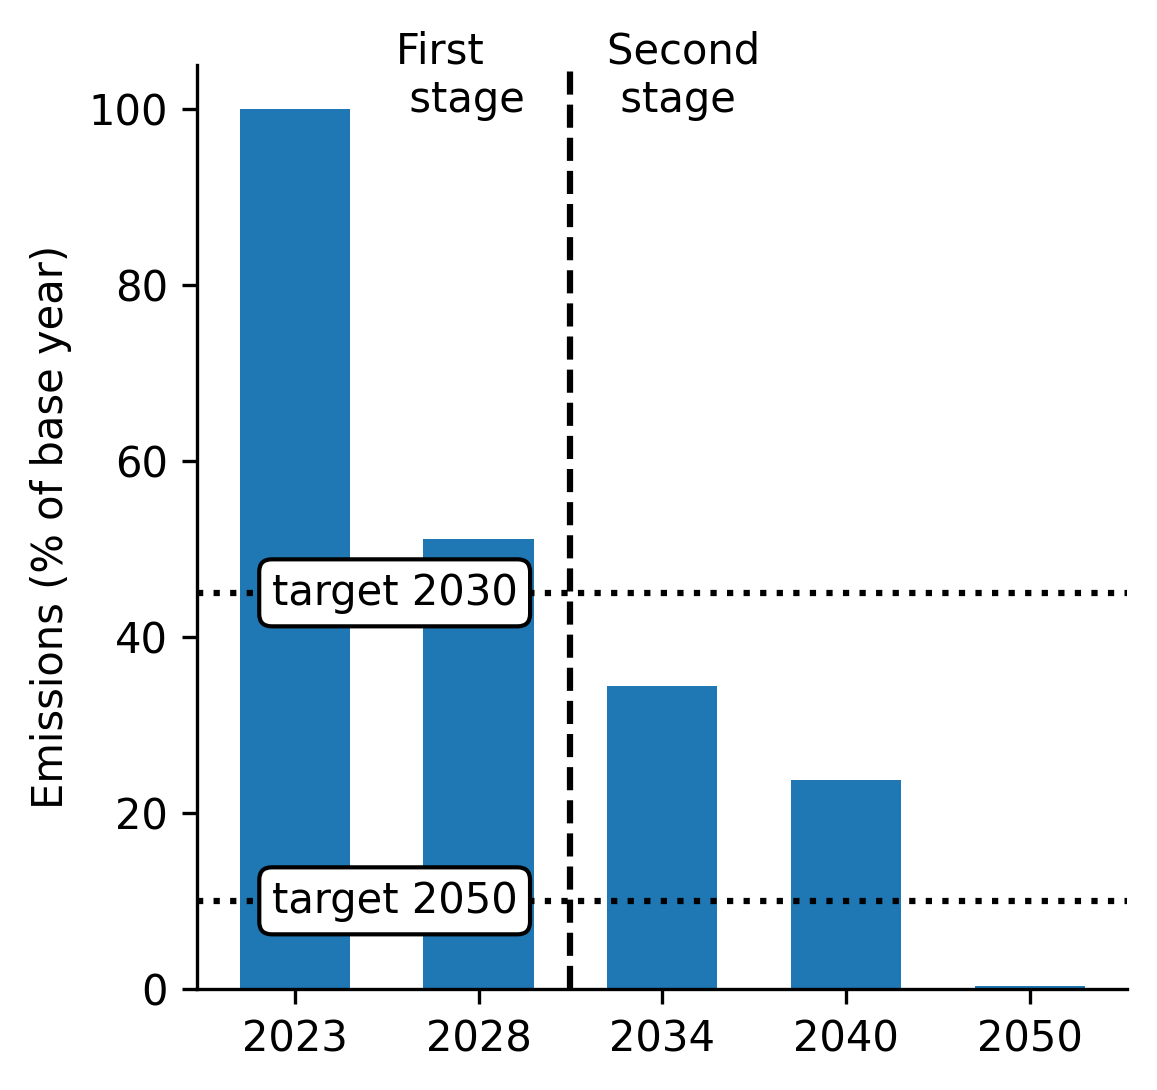 First
stage
Second
stage
Emissions (% of base year)
100
80
60
40
20
0
target 2030
target 2050
2023
2028
2034
2040
2050